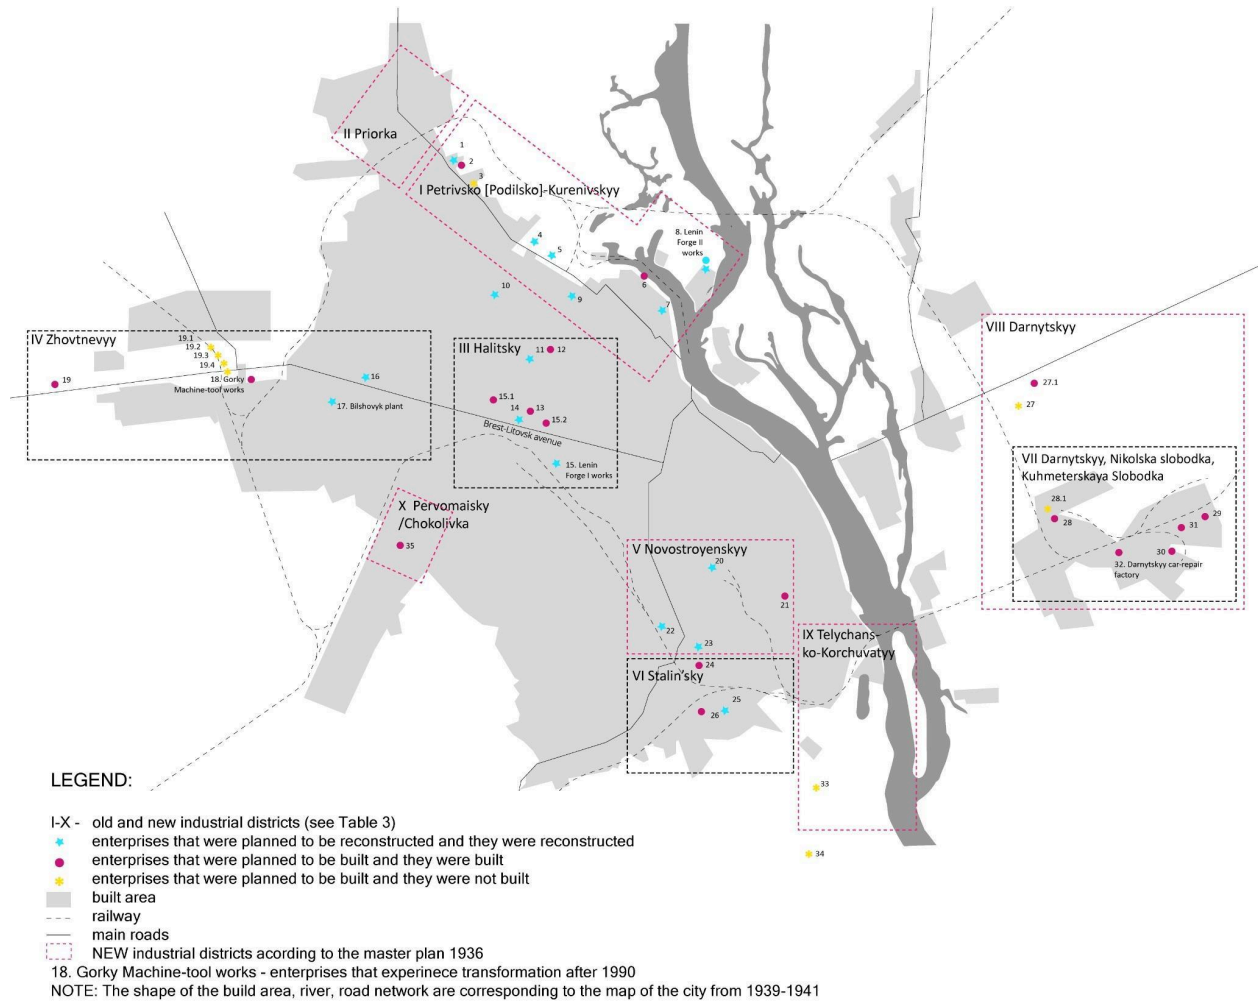 II Priorka
1
2
3
I Petrivsko [Podilsko]-Kurenivskyy
4
5
8. Lenin
Forge II
works
6
7
9
10
IV Zhovtnevyy
19.1
19.2
19.3
19.4
18. Gorky
Machine-tool works
19
16
17. Bilshovyk plant
III Halitsky
11
12
15.1
14
13
15.2
Brest-Litovsk avenue
15. Lenin
Forge I works
VIII Darnytskyy
27.1
27
VII Darnytskyy, Nikolska slobodka,
Kuhmeterskaya Slobodka
28.1
28
29
31
30
32. Darnytskyy car-repair
factory
X Pervomaisky
/Chokolivka
35
V Novostroyenskyy
20
21
22
23
IX Telychans-
ko-Korchuvatyy
24
VI Stalin'sky
25
26
33
34
LEGEND:
I-X - old and new industrial districts (see Table 3)
enterprises that were planned to be reconstructed and they were reconstructed
enterprises that were planned to be built and they were built
enterprises that were planned to be built and they were not built
built area
railway
main roads
NEW industrial districts acording to the master plan 1936
18. Gorky Machine-tool works - enterprises that experinece transformation after 1990
NOTE: The shape of the build area, river, road network are corresponding to the map of the city from 1939-1941